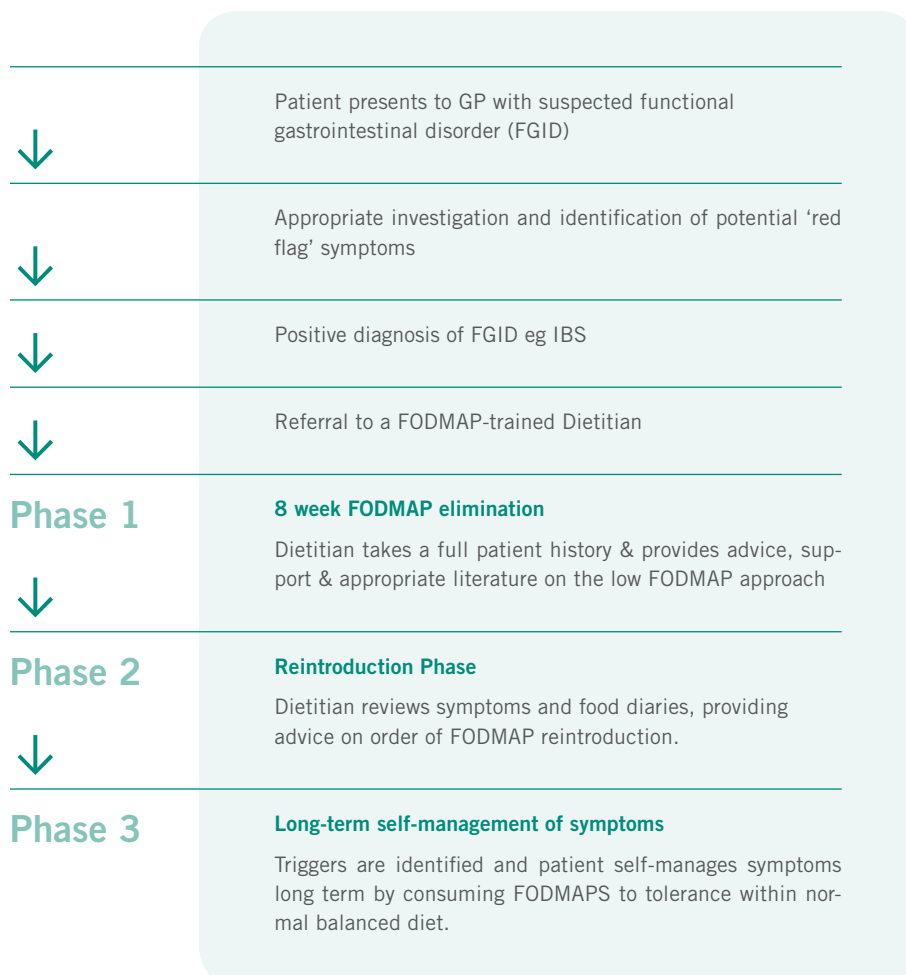 Patient presents to GP with suspected functional
gastrointestinal disorder (FGID)
Appropriate investigation and identification of potential ‘red
flag’ symptoms
Positive diagnosis of FGID eg IBS
Referral to a FODMAP-trained Dietitian
Phase 1
8 week FODMAP elimination
Dietitian takes a full patient history & provides advice, sup-
port & appropriate literature on the low FODMAP approach
Phase 2
Reintroduction Phase
Dietitian reviews symptoms and food diaries, providing
advice on order of FODMAP reintroduction.
Phase 3
Long-term self-management of symptoms
Triggers are identified and patient self-manages symptoms
long term by consuming FODMAPS to tolerance within nor-
mal balanced diet.